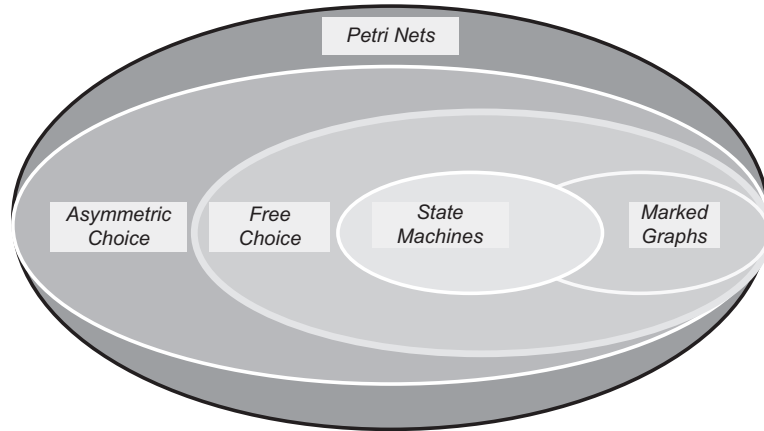 Petri Nets
Asymmetric
Choice
Free
Choice
State
Machines
Marked
Graphs